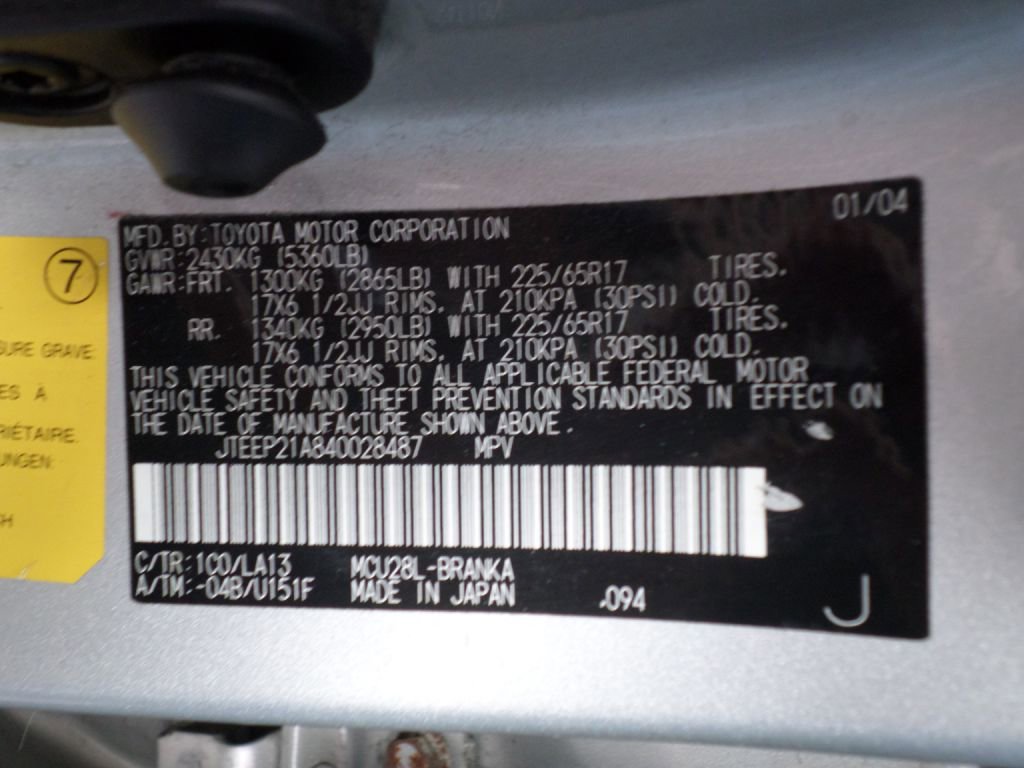 01/04
MFD.BY:TOYOTA MOTOR CORPORATION
GVWR:2430KG (5360LB)
GAWR:FRT. 1300KG (2865LB) WITH 225/65R17 TIRES.
17X6 1/2JJ RIMS. AT 210KPA (30PSI) COLD.
RR. 1340KG (2950LB) WITH 225/65R17 TIRES.
17X6 1/2JJ RIMS. AT 210KPA (30PSI) COLD.
THIS VEHICLE CONFORMS TO ALL APPLICABLE FEDERAL MOTOR
VEHICLE SAFETY AND THEFT PREVENTION STANDARDS IN EFFECT ON
THE DATE OF MANUFACTURE SHOWN ABOVE.
JTEEP21A840028487 MPV
C/TR:1C0/LA13 MCU28L-BRANKA
A/TM:-04B/U151F MADE IN JAPAN -094
J
7
SURE GRAVE
ES À
RIÉTAIRE.
UNGEN:
CH